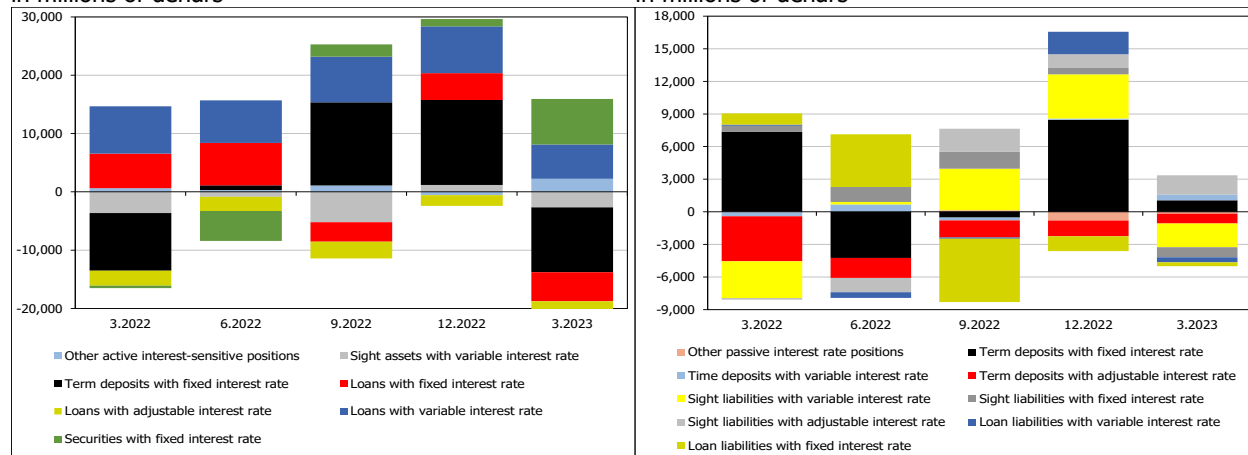 in millions of denars
30,000
20,000
10,000
0
-10,000
-20,000
3.2022 6.2022 9.2022 12.2022 3.2023
Other active interest-sensitive positions Sight assets with variable interest rate
Term deposits with fixed interest rate Loans with fixed interest rate
Loans with adjustable interest rate Loans with variable interest rate
Securities with fixed interest rate
in millions of denars
18,000
15,000
12,000
9,000
6,000
3,000
0
-3,000
-6,000
-9,000
3.2022 6.2022 9.2022 12.2022 3.2023
Other passive interest rate positions Term deposits with fixed interest rate
Time deposits with variable interest rate Term deposits with adjustable interest rate
Sight liabilities with variable interest rate Sight liabilities with fixed interest rate
Sight liabilities with adjustable interest rate Loan liabilities with variable interest rate
Loan liabilities with fixed interest rate